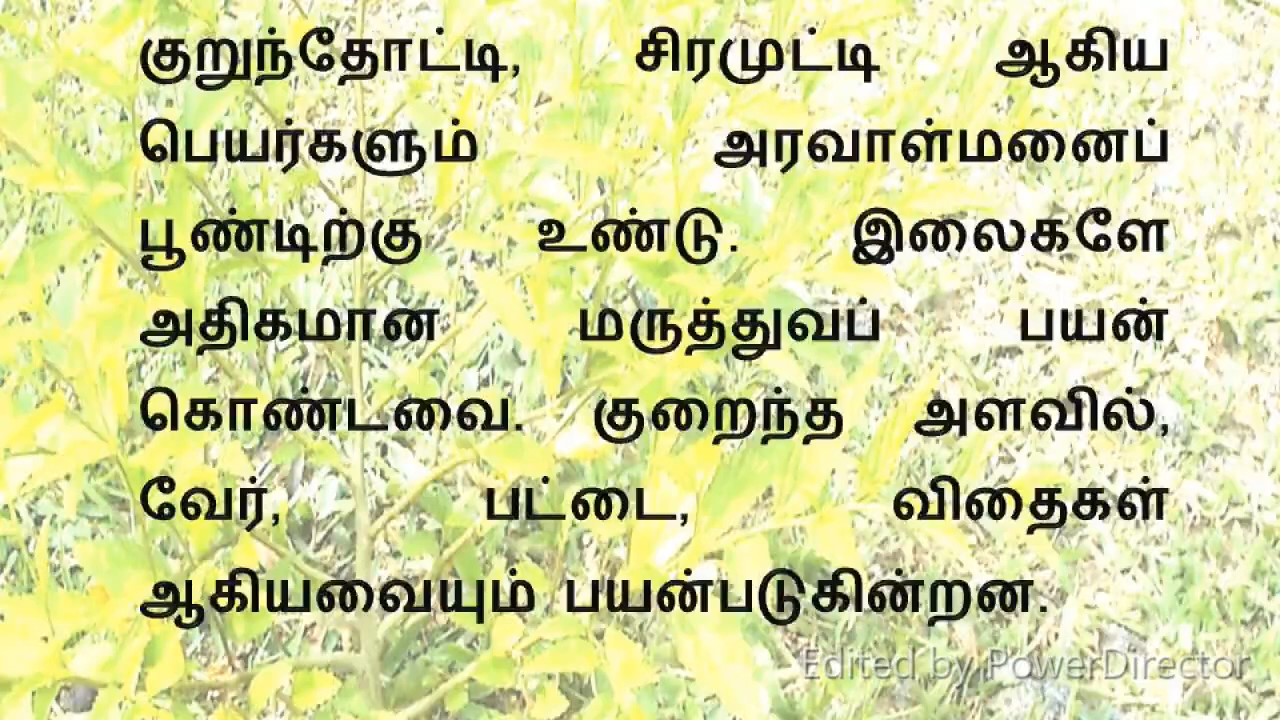 குறுந்தோட்டி, சிரமுட்டி ஆகிய
பெயர்களும் அரவாள்மனைப்
பூண்டிற்கு உண்டு. இலைகளே
அதிகமான மருத்துவப் பயன்
கொண்டவை. குறைந்த அளவில்,
வேர், பட்டை, விதைகள்
ஆகியவையும் பயன்படுகின்றன.
Edited by PowerDirector